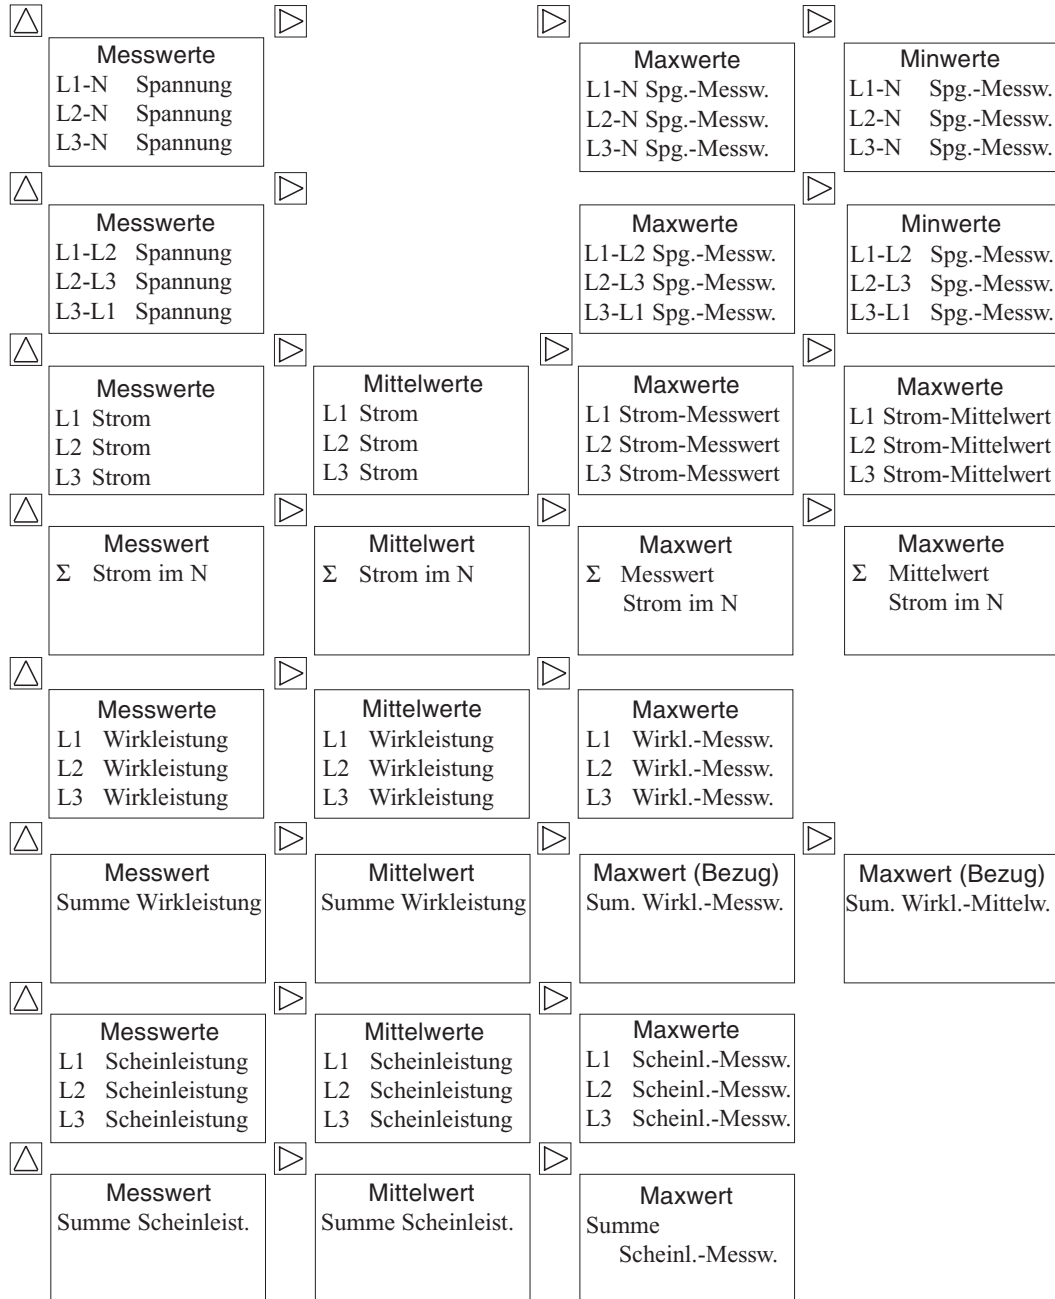 Messwerte
L1-N Spannung
L2-N Spannung
L3-N Spannung
Maxwerte
L1-N Spg.-Messw.
L2-N Spg.-Messw.
L3-N Spg.-Messw.
Minwerte
L1-N Spg.-Messw.
L2-N Spg.-Messw.
L3-N Spg.-Messw.
Messwerte
L1-L2 Spannung
L2-L3 Spannung
L3-L1 Spannung
Maxwerte
L1-L2 Spg.-Messw.
L2-L3 Spg.-Messw.
L3-L1 Spg.-Messw.
Minwerte
L1-L2 Spg.-Messw.
L2-L3 Spg.-Messw.
L3-L1 Spg.-Messw.
Messwerte
L1 Strom
L2 Strom
L3 Strom
Mittelwerte
L1 Strom
L2 Strom
L3 Strom
Maxwerte
L1 Strom-Messwert
L2 Strom-Messwert
L3 Strom-Messwert
Maxwerte
L1 Strom-Mittelwert
L2 Strom-Mittelwert
L3 Strom-Mittelwert
Messwert
Σ Strom im N
Mittelwert
Σ Strom im N
Maxwert
Σ Messwert
Strom im N
Maxwerte
Σ Mittelwert
Strom im N
Messwerte
L1 Wirkleistung
L2 Wirkleistung
L3 Wirkleistung
Mittelwerte
L1 Wirkleistung
L2 Wirkleistung
L3 Wirkleistung
Maxwerte
L1 Wirkl.-Messw.
L2 Wirkl.-Messw.
L3 Wirkl.-Messw.
Messwert
Summe Wirkleistung
Mittelwert
Summe Wirkleistung
Maxwert (Bezug)
Sum. Wirkl.-Messw.
Maxwert (Bezug)
Sum. Wirkl.-Mittelw.
Messwerte
L1 Scheinleistung
L2 Scheinleistung
L3 Scheinleistung
Mittelwerte
L1 Scheinleistung
L2 Scheinleistung
L3 Scheinleistung
Maxwerte
L1 Scheinl.-Messw.
L2 Scheinl.-Messw.
L3 Scheinl.-Messw.
Messwert
Summe Scheinleist.
Mittelwert
Summe Scheinleist.
Maxwert
Summe
Scheinl.-Messw.